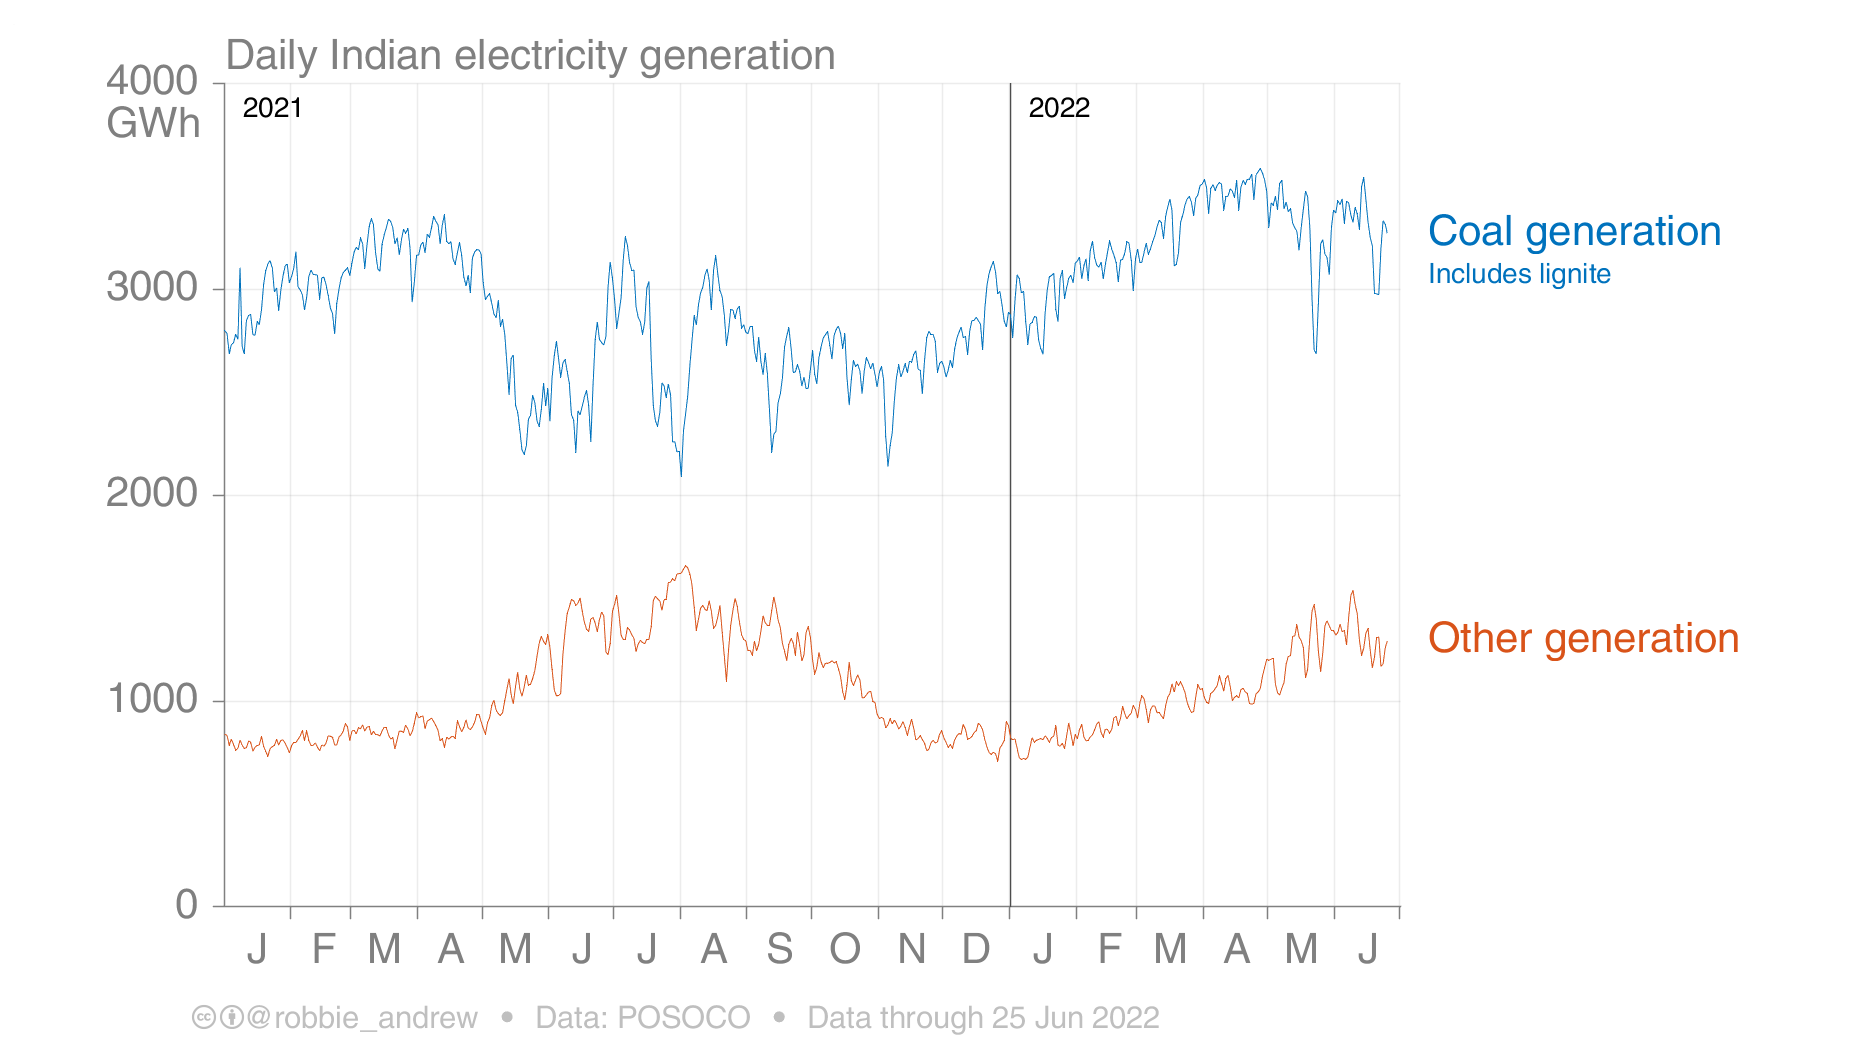 Daily Indian electricity generation
4000
GWh
2021
2022
Coal generation
Includes lignite
3000
2000
Other generation
1000
0
J F M A M J J A S O N D J F M A M J
cc @robbie_andrew • Data: POSOCO • Data through 25 Jun 2022